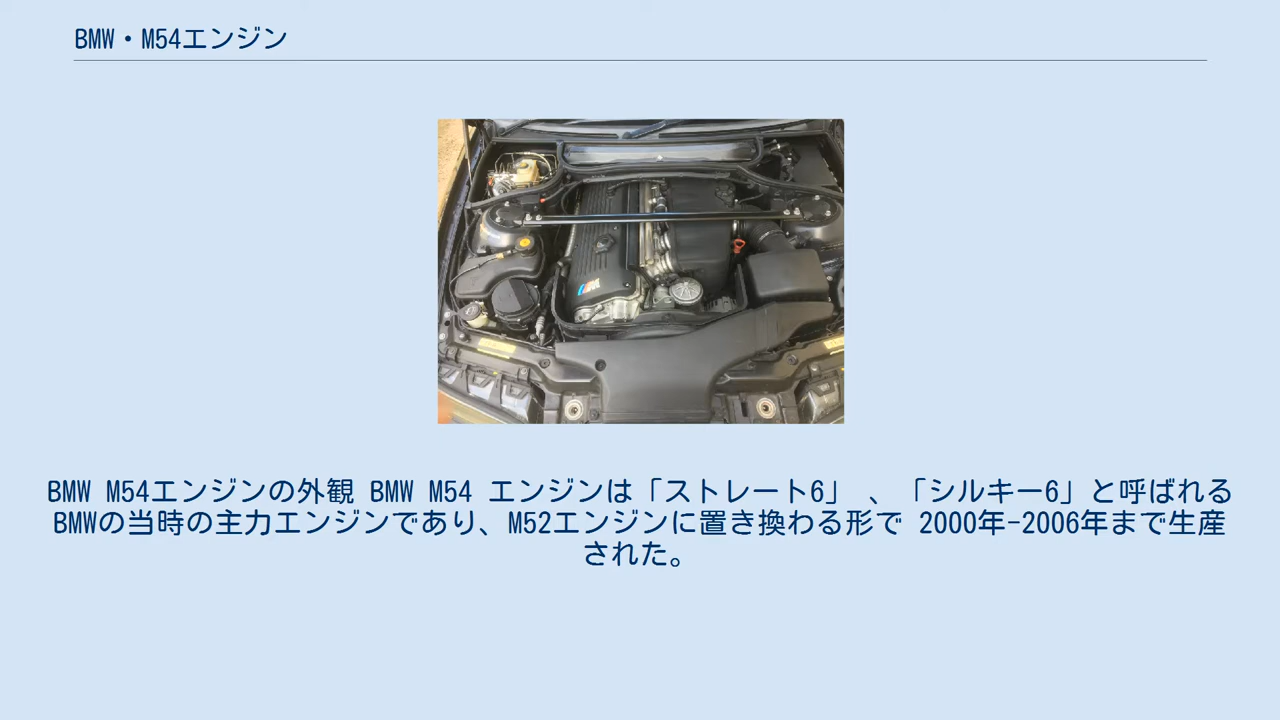 BMW・M54エンジン
BMW M54エンジンの外観 BMW M54 エンジンは「ストレート6」 、「シルキー6」と呼ばれる
BMWの当時の主力エンジンであり、M52エンジンに置き換わる形で 2000年-2006年まで生産
された。